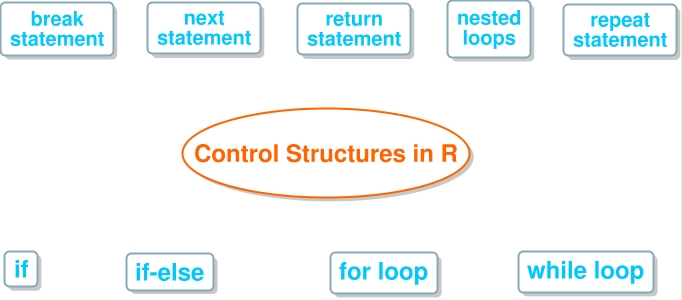 break
statement
next
statement
return
statement
nested
loops
repeat
statement
Control Structures in R
if
if-else
for loop
while loop